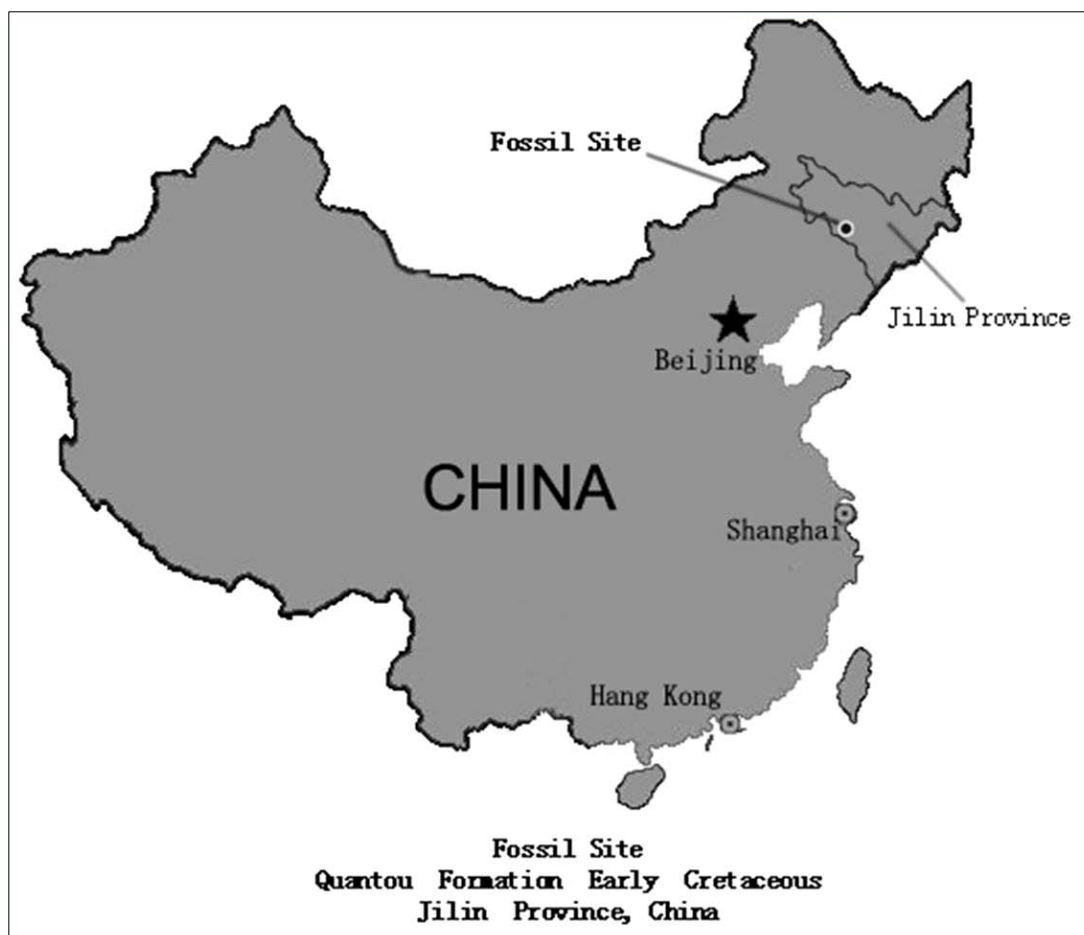 Fossil Site
Jilin Province
Beijing
CHINA
Shanghai
Hang Kong
Fossil Site
Quantou Formation Early Cretaceous
Jilin Province, China